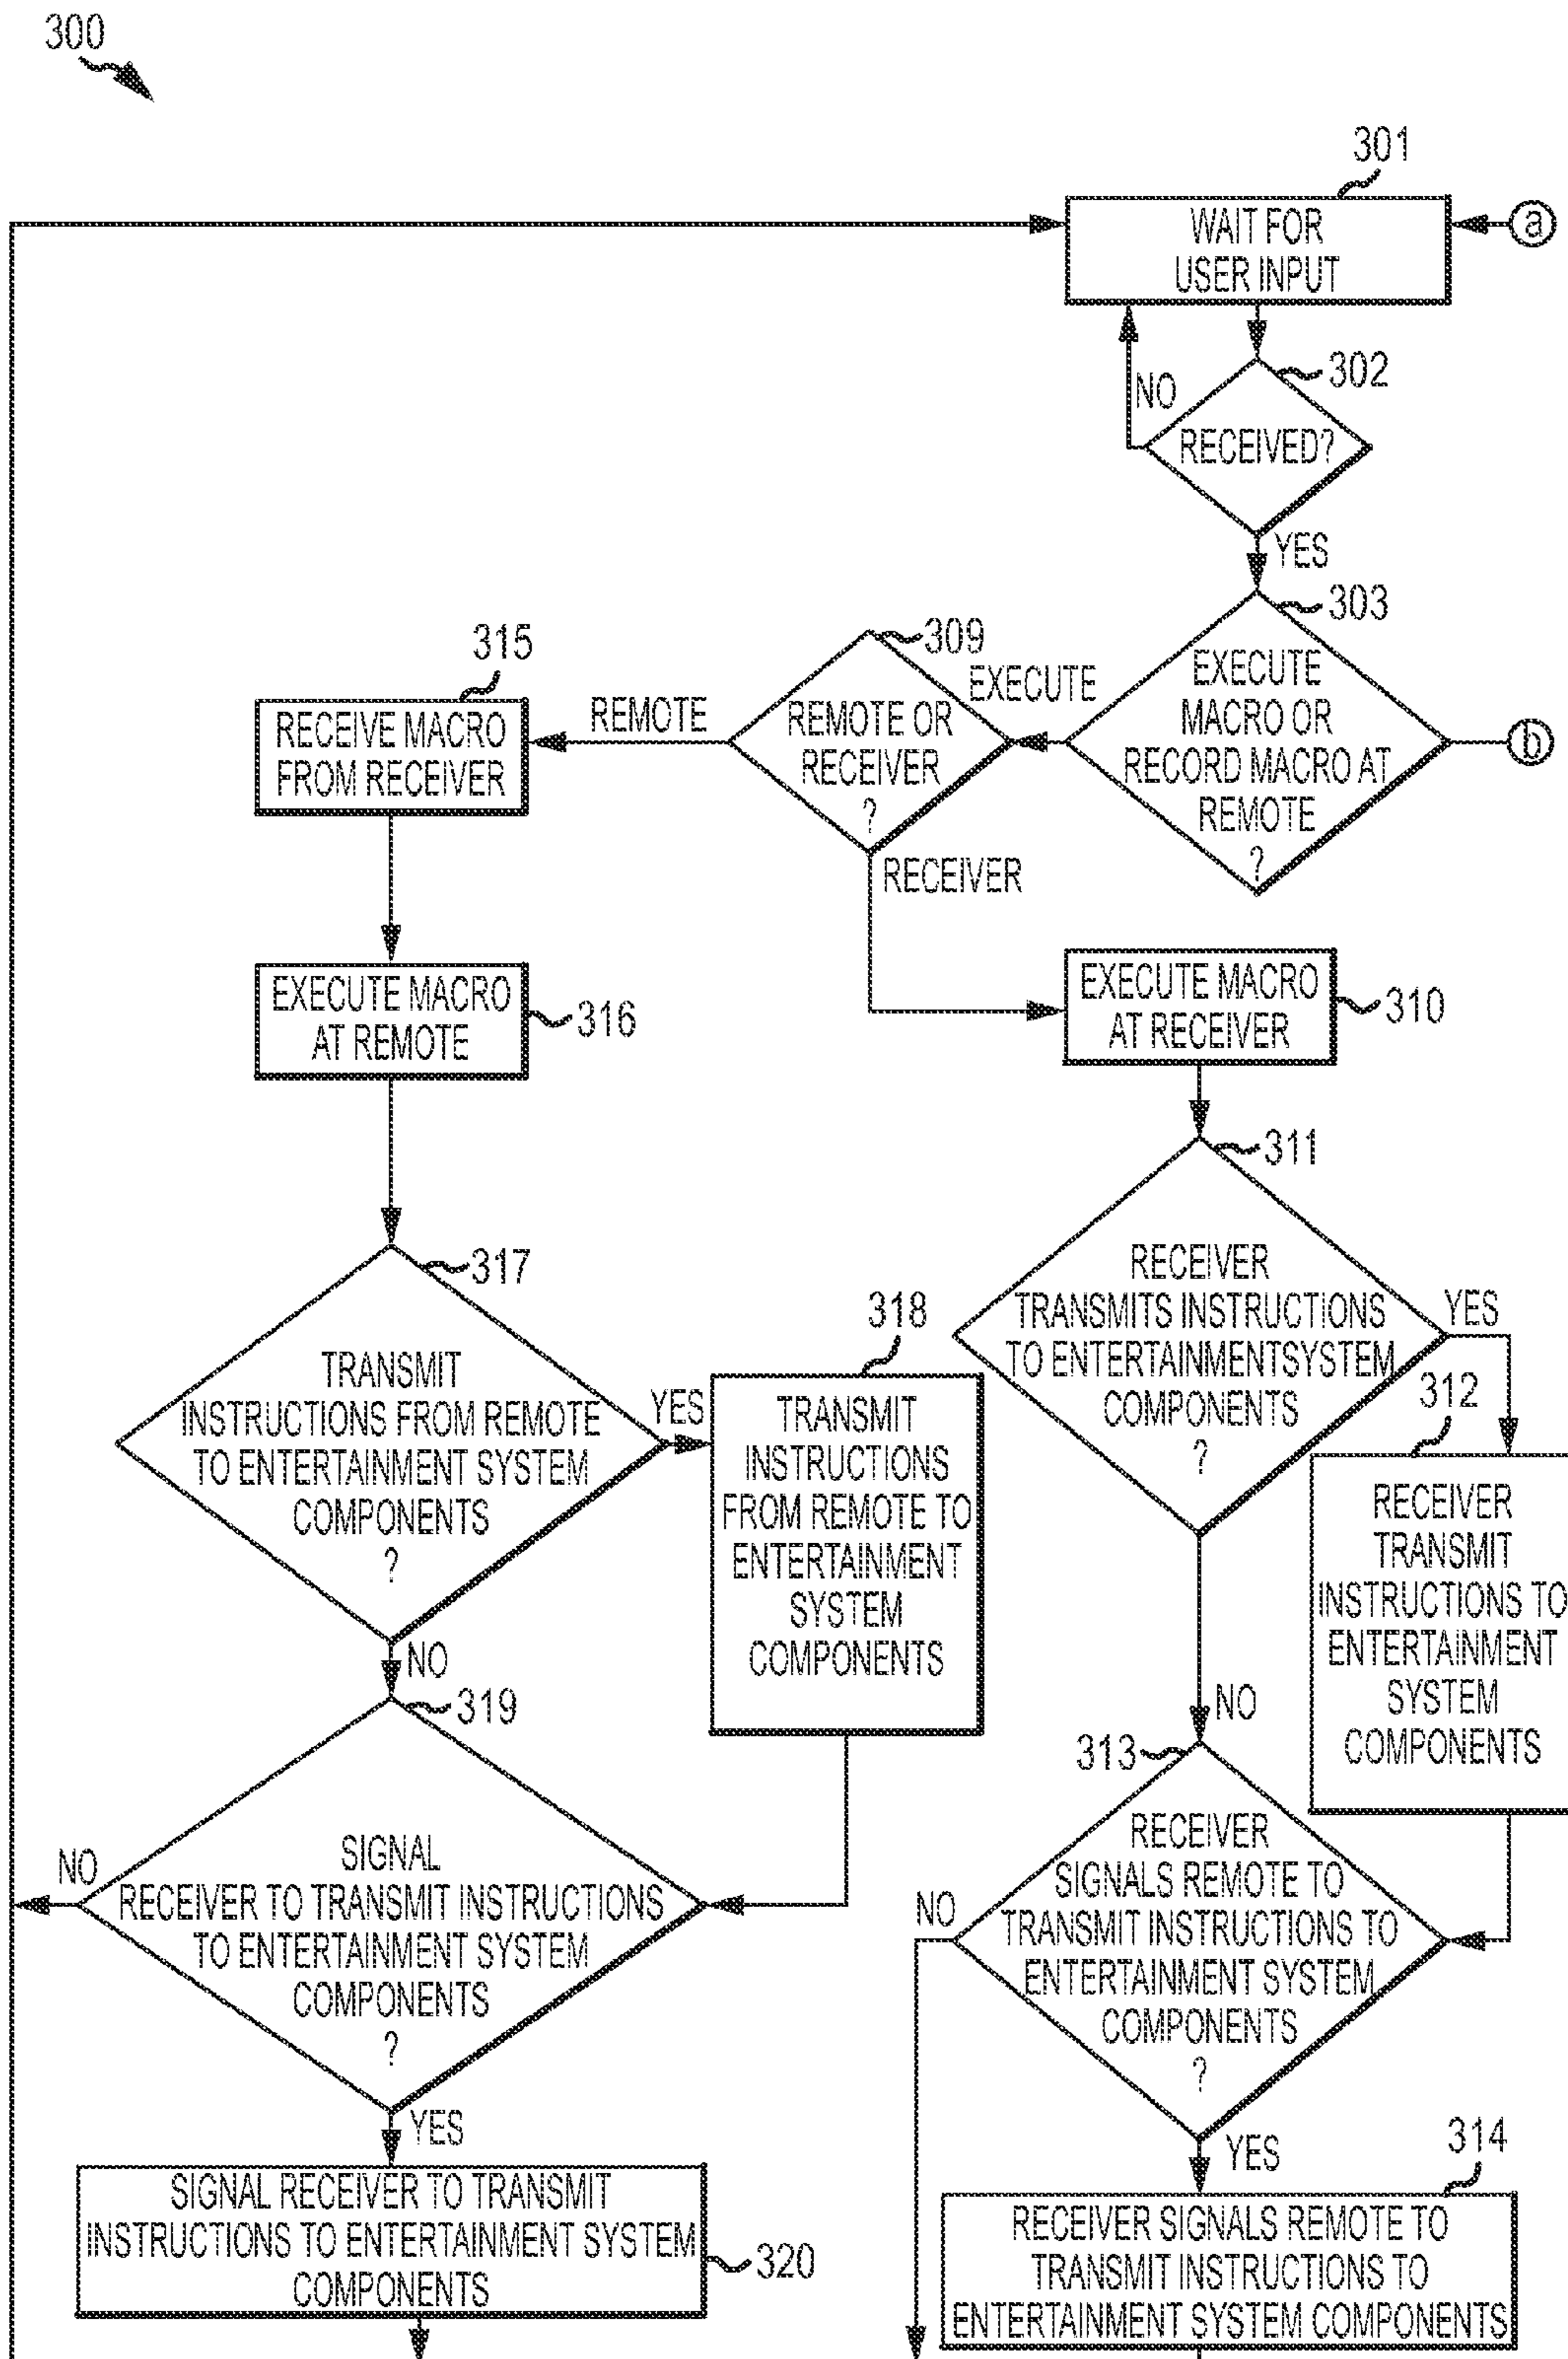 300
301
WAIT FOR
USER INPUT
a
302
NO
RECEIVED?
YES
303
EXECUTE
MACRO OR
RECORD MACRO AT
REMOTE
?
b
EXECUTE
309
REMOTE OR
RECEIVER
?
REMOTE
RECEIVER
315
RECEIVE MACRO
FROM RECEIVER
EXECUTE MACRO
AT REMOTE
316
EXECUTE MACRO
AT RECEIVER
310
311
RECEIVER
TRANSMITS INSTRUCTIONS
TO ENTERTAINMENTSYSTEM
COMPONENTS
?
YES
312
RECEIVER
TRANSMIT
INSTRUCTIONS TO
ENTERTAINMENT
SYSTEM
COMPONENTS
NO
317
TRANSMIT
INSTRUCTIONS FROM REMOTE
TO ENTERTAINMENT SYSTEM
COMPONENTS
?
YES
318
TRANSMIT
INSTRUCTIONS
FROM REMOTE TO
ENTERTAINMENT
SYSTEM
COMPONENTS
NO
319
SIGNAL
RECEIVER TO TRANSMIT INSTRUCTIONS
TO ENTERTAINMENT SYSTEM
COMPONENTS
?
NO
YES
SIGNAL RECEIVER TO TRANSMIT
INSTRUCTIONS TO ENTERTAINMENT SYSTEM
COMPONENTS
320
313
RECEIVER
SIGNALS REMOTE TO
TRANSMIT INSTRUCTIONS TO
ENTERTAINMENT SYSTEM
COMPONENTS
?
NO
YES
314
RECEIVER SIGNALS REMOTE TO
TRANSMIT INSTRUCTIONS TO
ENTERTAINMENT SYSTEM COMPONENTS